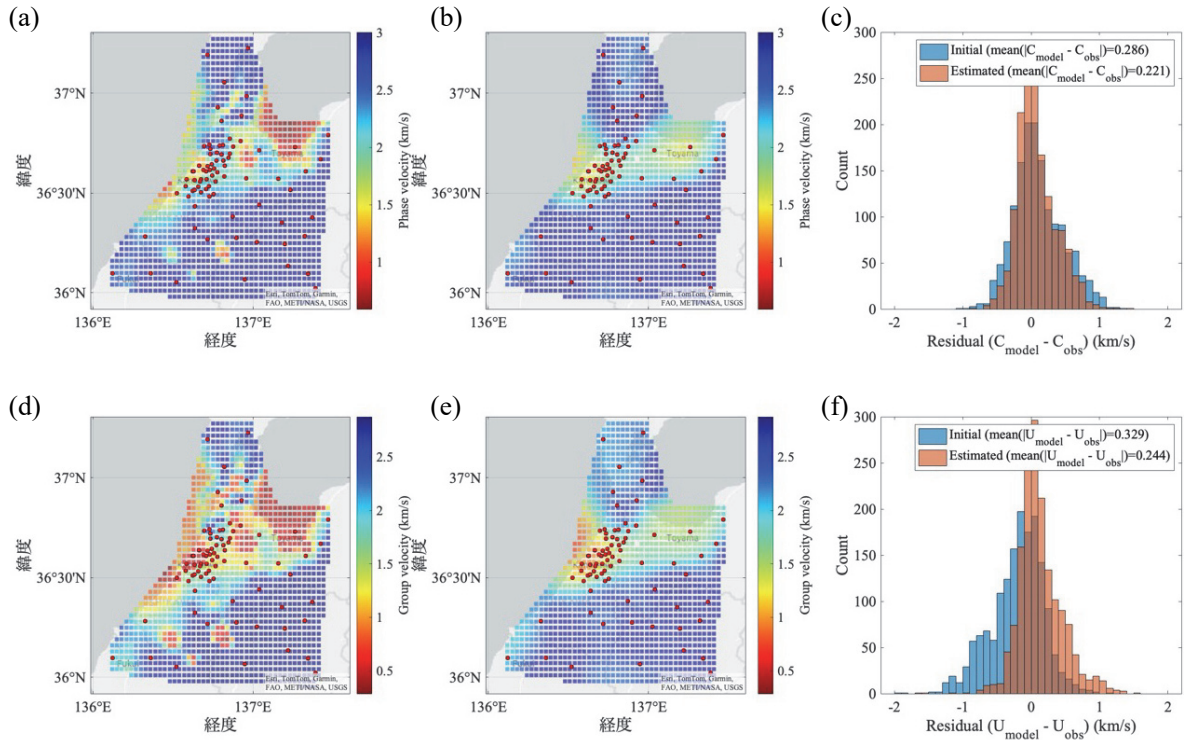 (a)
3
2.5
2
1.5
1
Phase velocity (km/s)
37°N
36°30'N
36°N
緯度
136°E
137°E
経度
Toyama
Esri, TomTom, Garmin,
FAO, METI/NASA, USGS
(b)
3
2.5
2
1.5
1
Phase velocity (km/s)
37°N
36°30'N
36°N
緯度
136°E
137°E
経度
Toyama
Esri, TomTom, Garmin,
FAO, METI/NASA, USGS
(c)
Initial (mean(|C_model - C_obs|)=0.286)
Estimated (mean(|C_model - C_obs|)=0.221)
300
250
200
150
100
50
0
Count
-2 -1 0 1 2
Residual (C_model - C_obs) (km/s)
(d)
2.5
2
1.5
1
0.5
Group velocity (km/s)
37°N
36°30'N
36°N
緯度
136°E
137°E
経度
Esri, TomTom, Garmin,
FAO, METI/NASA, USGS
(e)
2.5
2
1.5
1
0.5
Group velocity (km/s)
37°N
36°30'N
36°N
緯度
136°E
137°E
経度
Toyama
Esri, TomTom, Garmin,
FAO, METI/NASA, USGS
(f)
Initial (mean(|U_model - U_obs|)=0.329)
Estimated (mean(|U_model - U_obs|)=0.244)
300
250
200
150
100
50
0
Count
-2 -1 0 1 2
Residual (U_model - U_obs) (km/s)